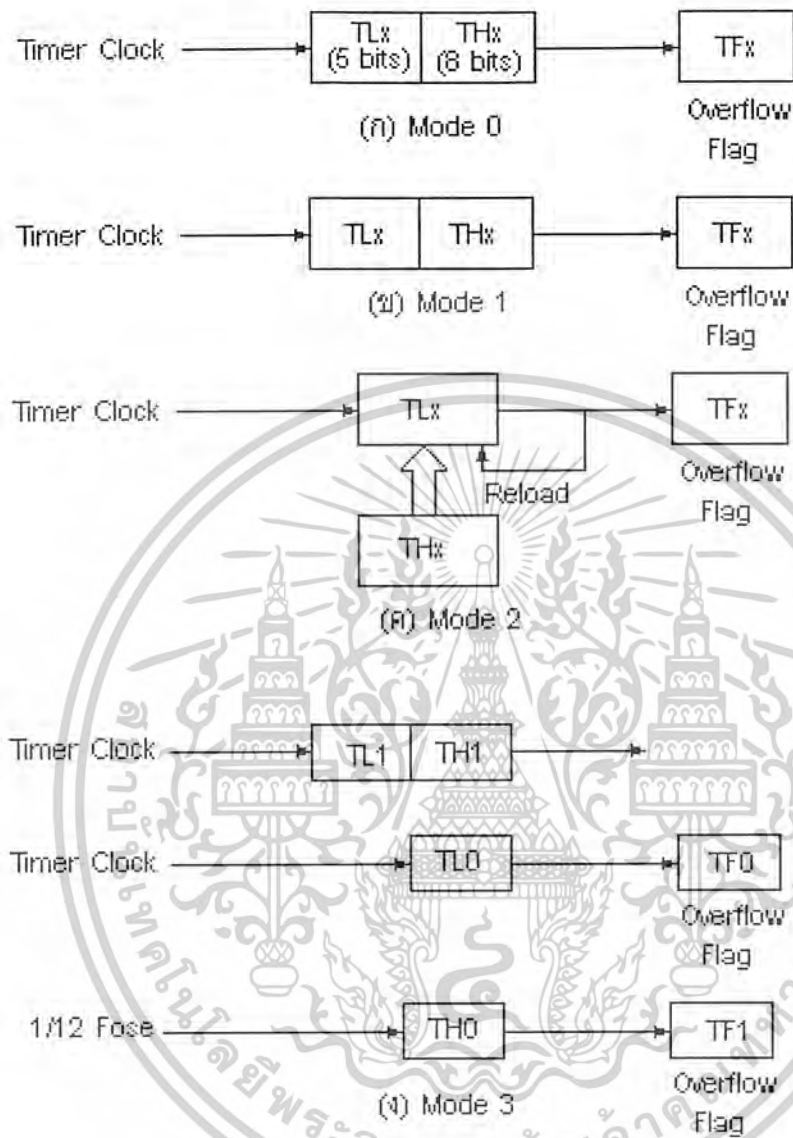 Timer Clock
TLx
(5 bits)
THx
(8 bits)
TFx
Overflow
Flag
(ก) Mode 0
Timer Clock
TLx
THx
TFx
Overflow
Flag
(ข) Mode 1
Timer Clock
TLx
TFx
Reload
Overflow
Flag
THx
(ค) Mode 2
Timer Clock
TL1
TH1
Timer Clock
TL0
TF0
Overflow
Flag
1/12 Fose
TH0
TF1
Overflow
Flag
(ง) Mode 3